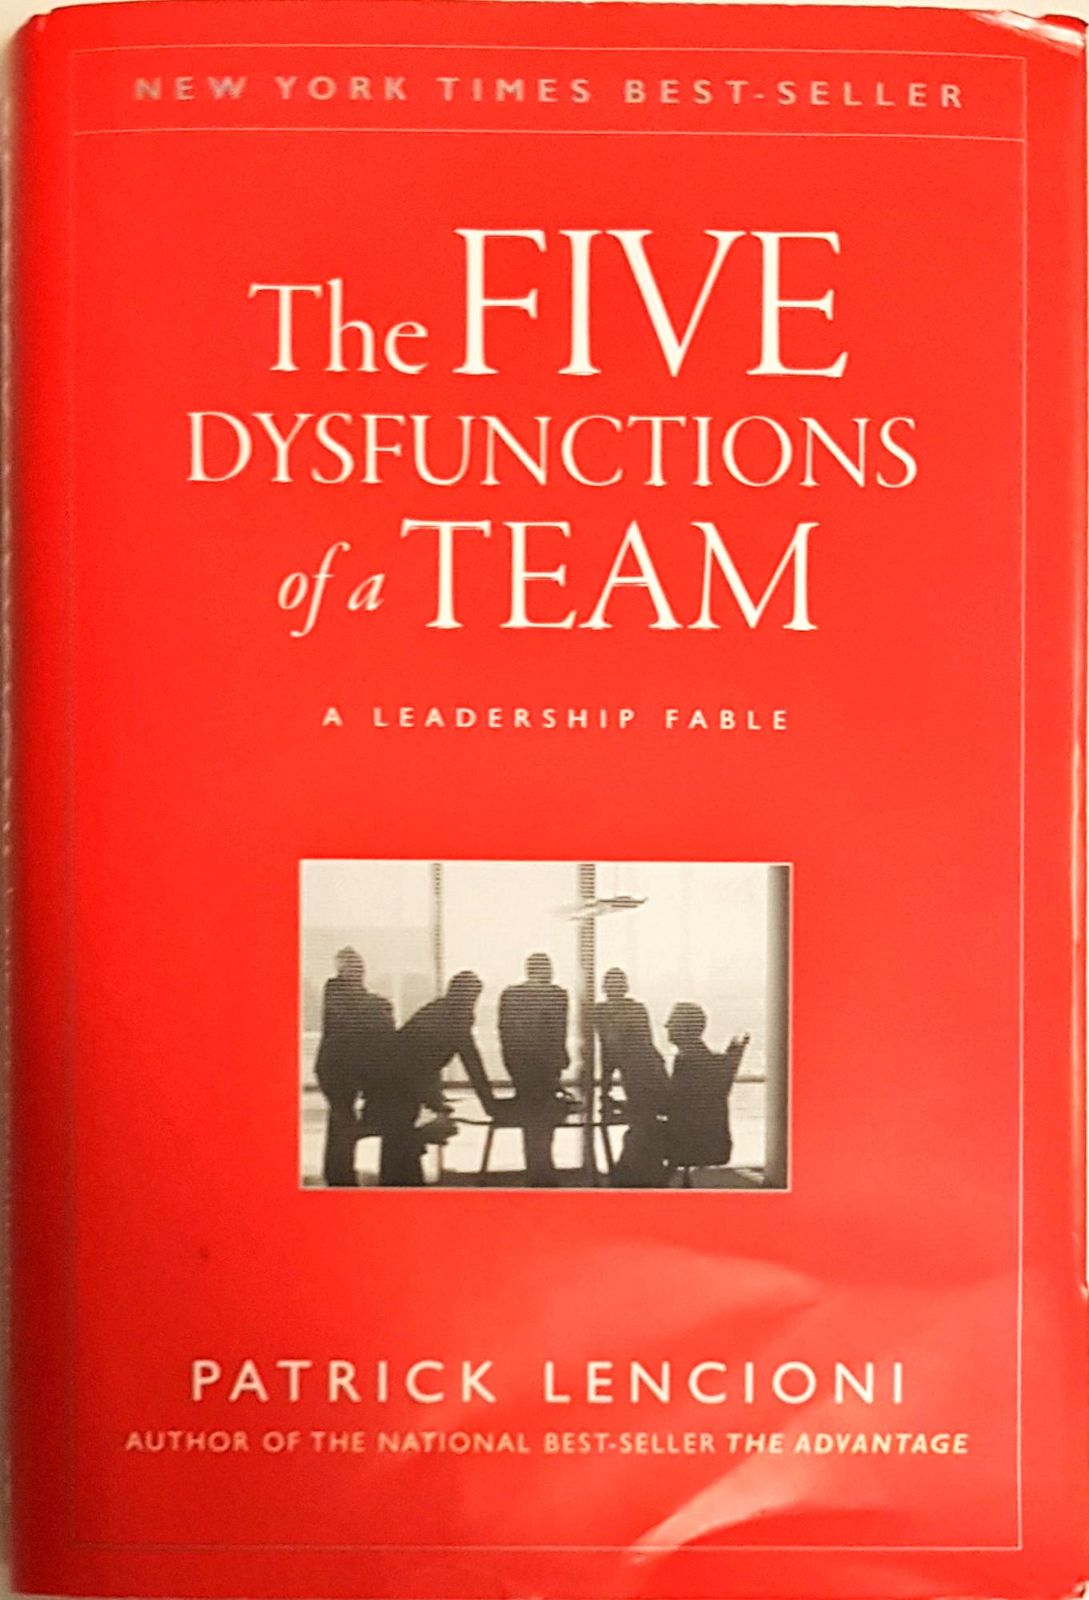 NEW YORK TIMES BEST-SELLER
The FIVE
DYSFUNCTIONS
of a TEAM
A LEADERSHIP FABLE
PATRICK LENCIONI
AUTHOR OF THE NATIONAL BEST-SELLER THE ADVANTAGE